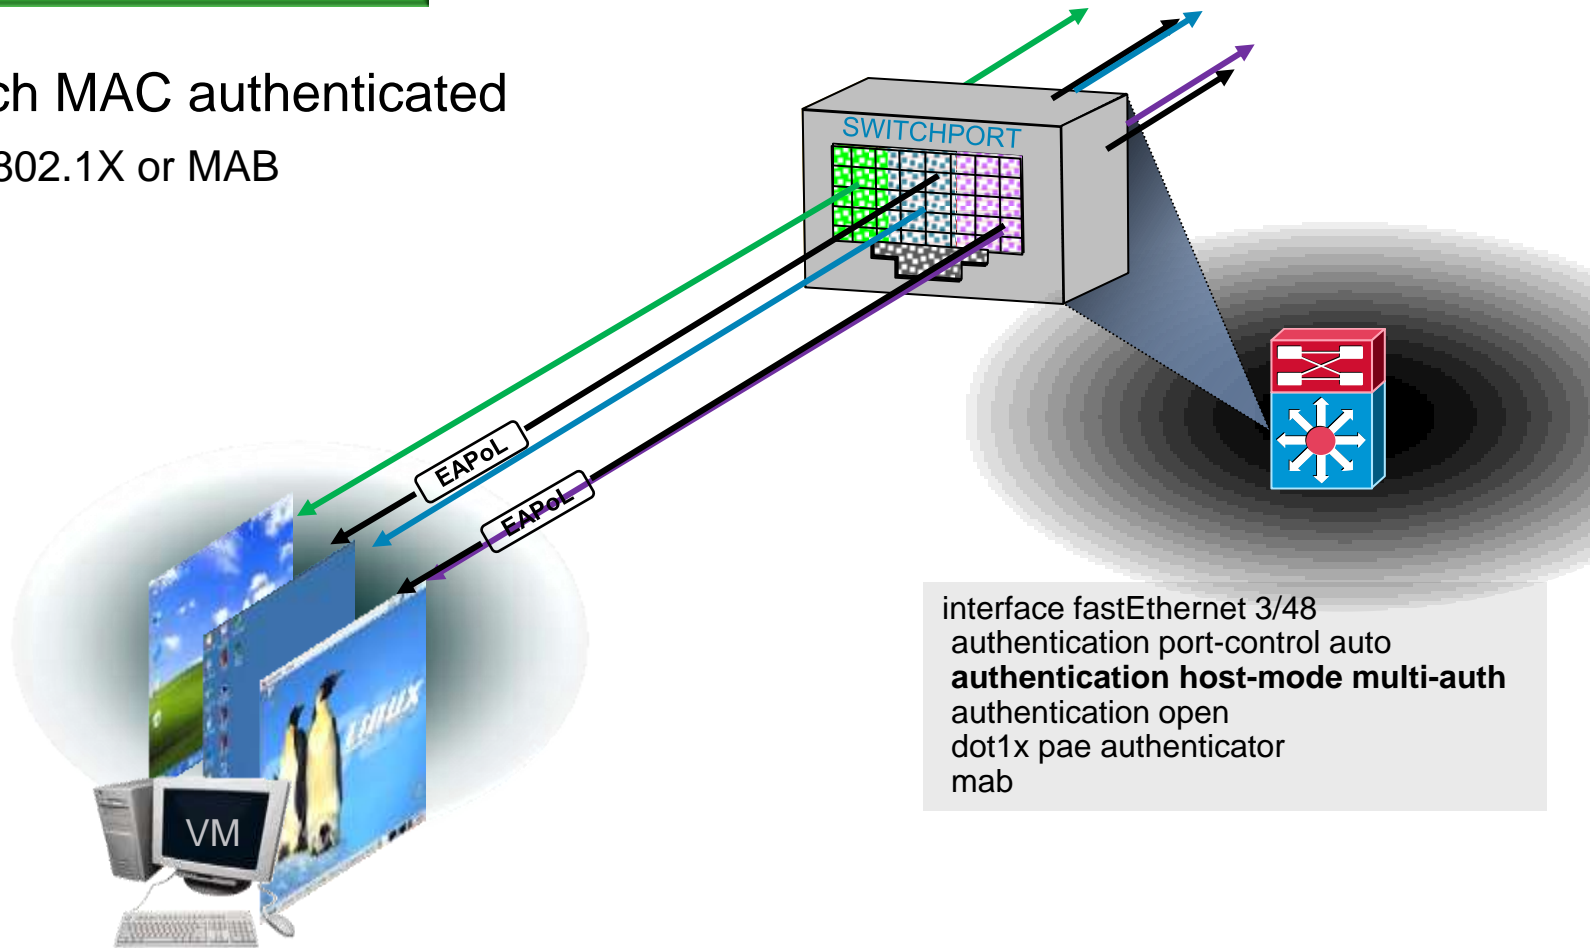 ch MAC authenticated
802.1X or MAB
SWITCHPORT
EAPoL
EAPoL
LINUX
VM
interface fastEthernet 3/48
authentication port-control auto
authentication host-mode multi-auth
authentication open
dot1x pae authenticator
mab